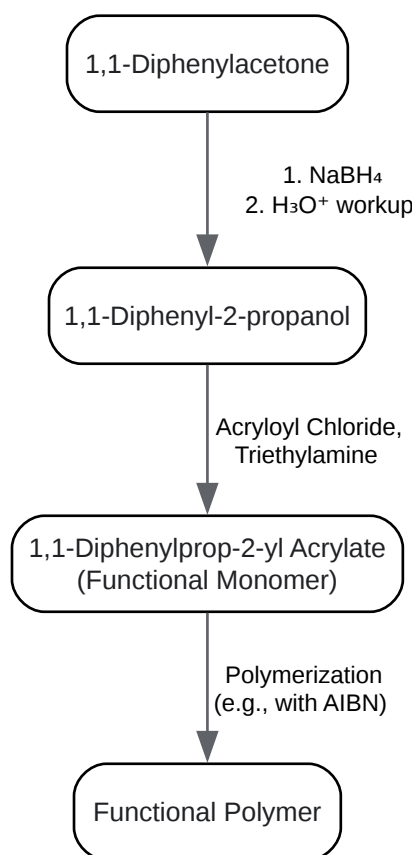 1,1-Diphenylacetone
1. NaBH₄
2. H₃O⁺ workup
1,1-Diphenyl-2-propanol
Acryloyl Chloride,
Triethylamine
1,1-Diphenylprop-2-yl Acrylate
(Functional Monomer)
Polymerization
(e.g., with AIBN)
Functional Polymer